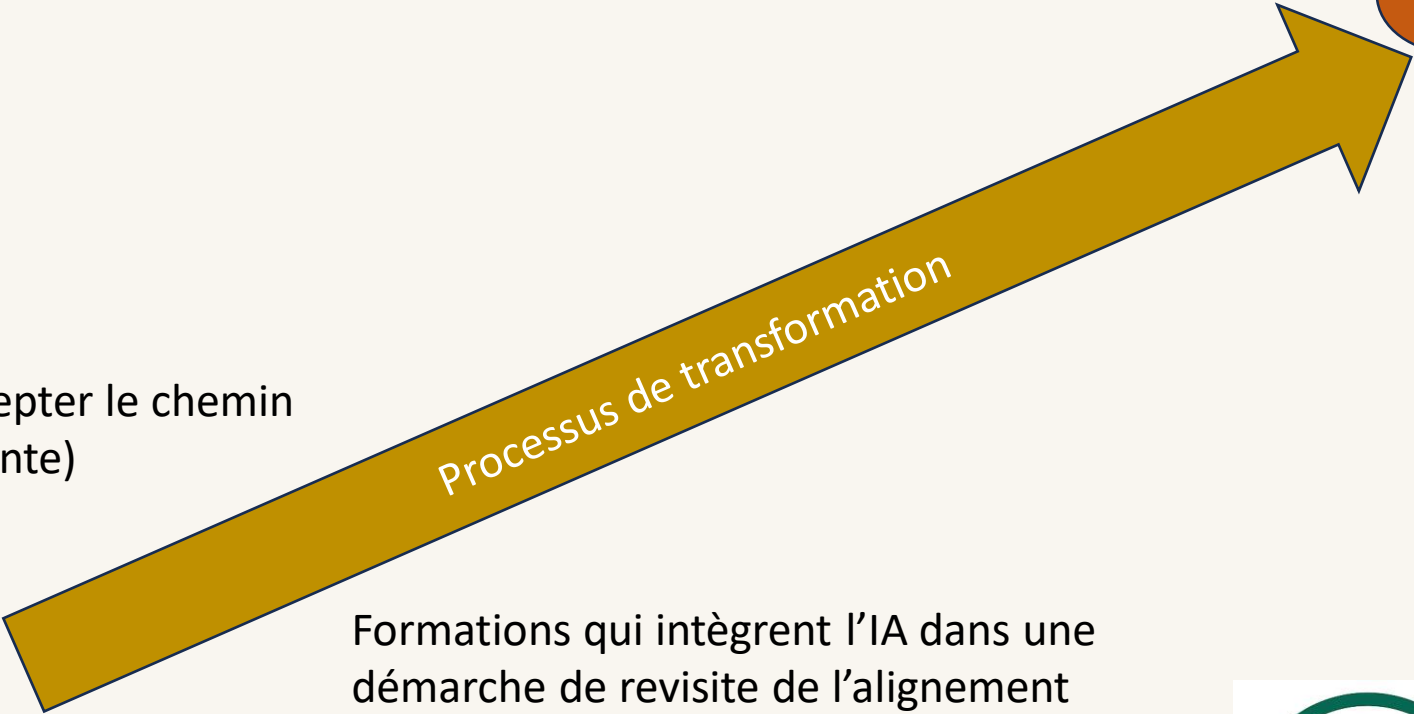 Processus de transformation
epter le chemin
nte)
Formations qui intègrent l’IA dans une
démarche de revisite de l’alignement